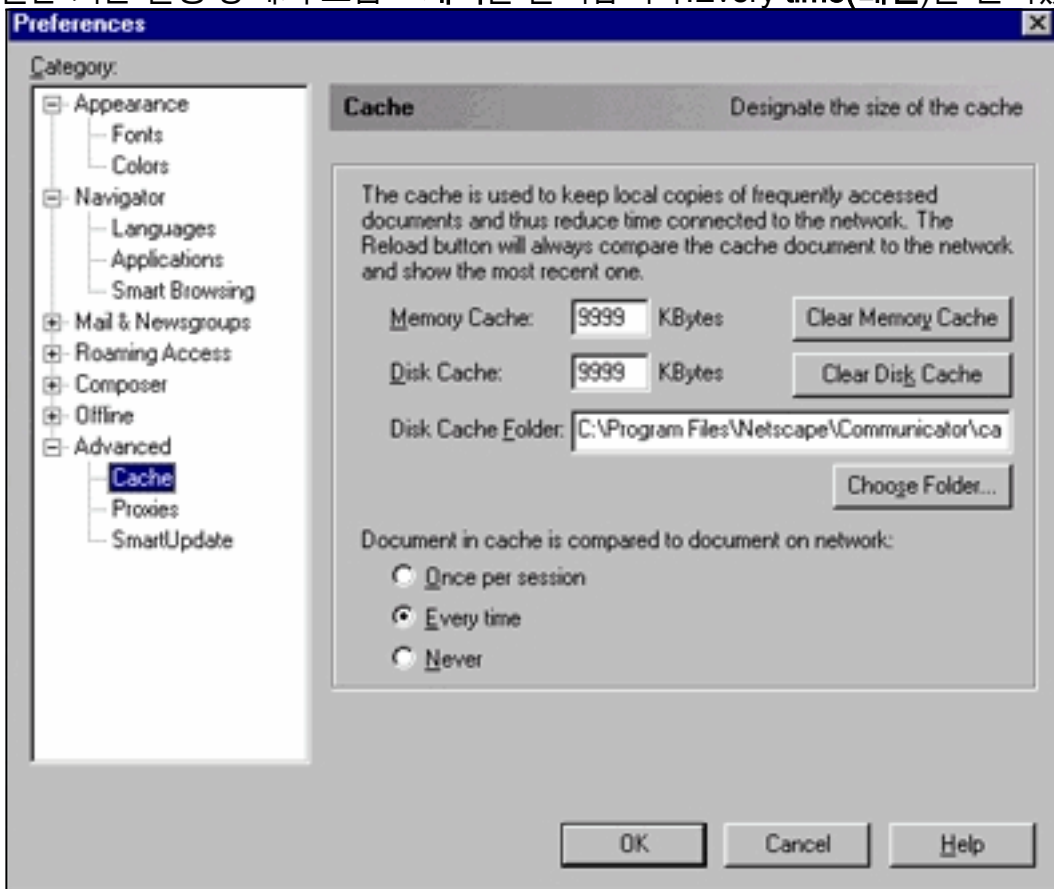 Every time(매번)을
Preferences
Category:
Appearance
Fonts
Colors
Navigator
Languages
Applications
Smart Browsing
Mail & Newsgroups
Roaming Access
Composer
Offline
Advanced
Cache
Proxies
SmartUpdate
Cache
Designate the size of the cache
The cache is used to keep local copies of frequently accessed
documents and thus reduce time connected to the network. The
Reload button will always compare the cache document to the network
and show the most recent one.
Memory Cache: 9999 KBytes Clear Memory Cache
Disk Cache: 9999 KBytes Clear Disk Cache
Disk Cache Folder: C:\Program Files\Netscape\Communicator\ca
Choose Folder...
Document in cache is compared to document on network:
Once per session
Every time
Never
OK Cancel Help